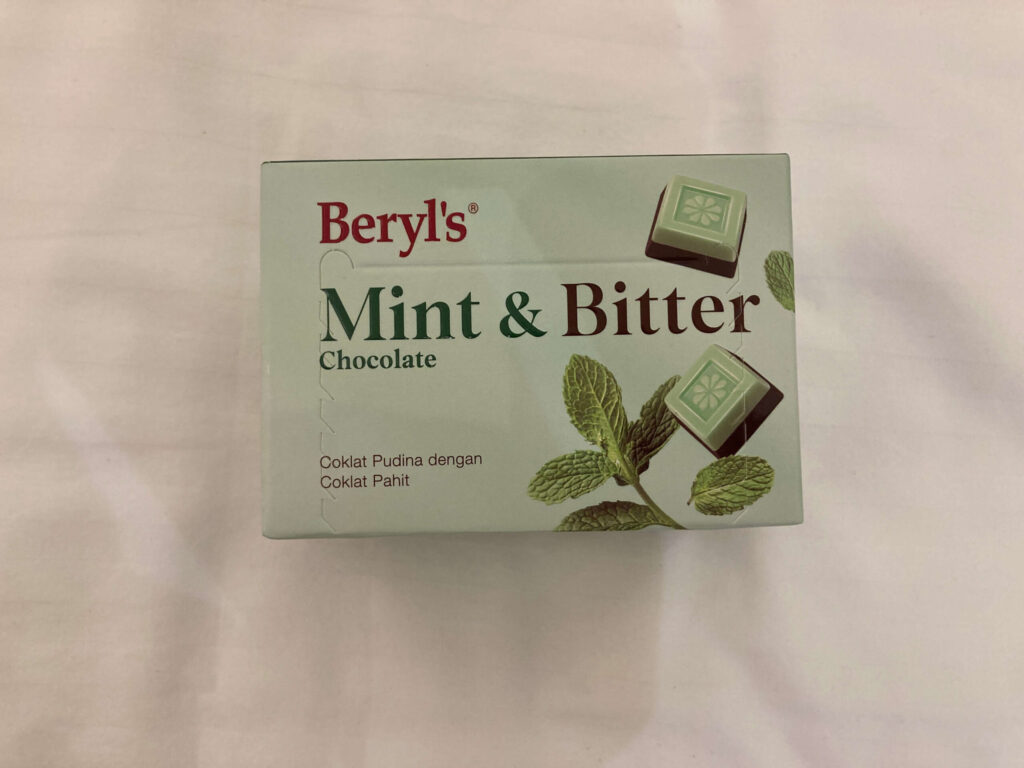 Beryl's®
Mint & Bitter
Chocolate
Coklat Pudina dengan
Coklat Pahit